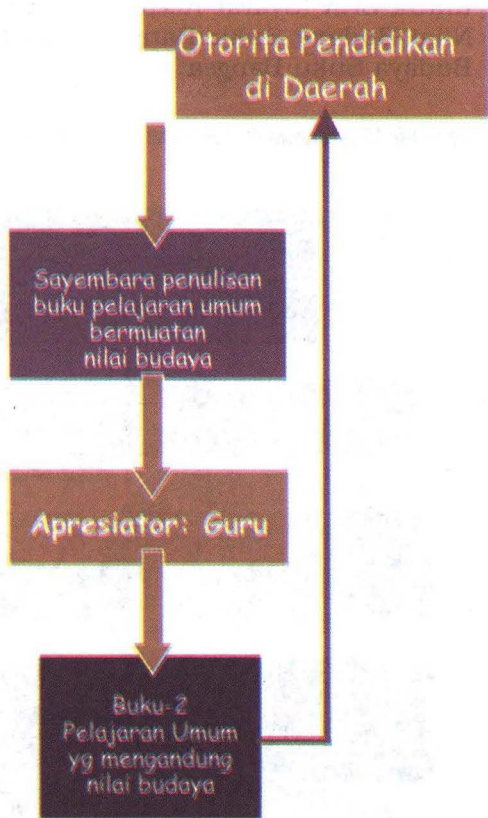 Otorita Pendidikan
di Daerah
Sayembara penulisan
buku pelajaran umum
bermuatan
nilai budaya
Apresiator: Guru
Buku-2
Pelajaran Umum
yg mengandung
nilai budaya